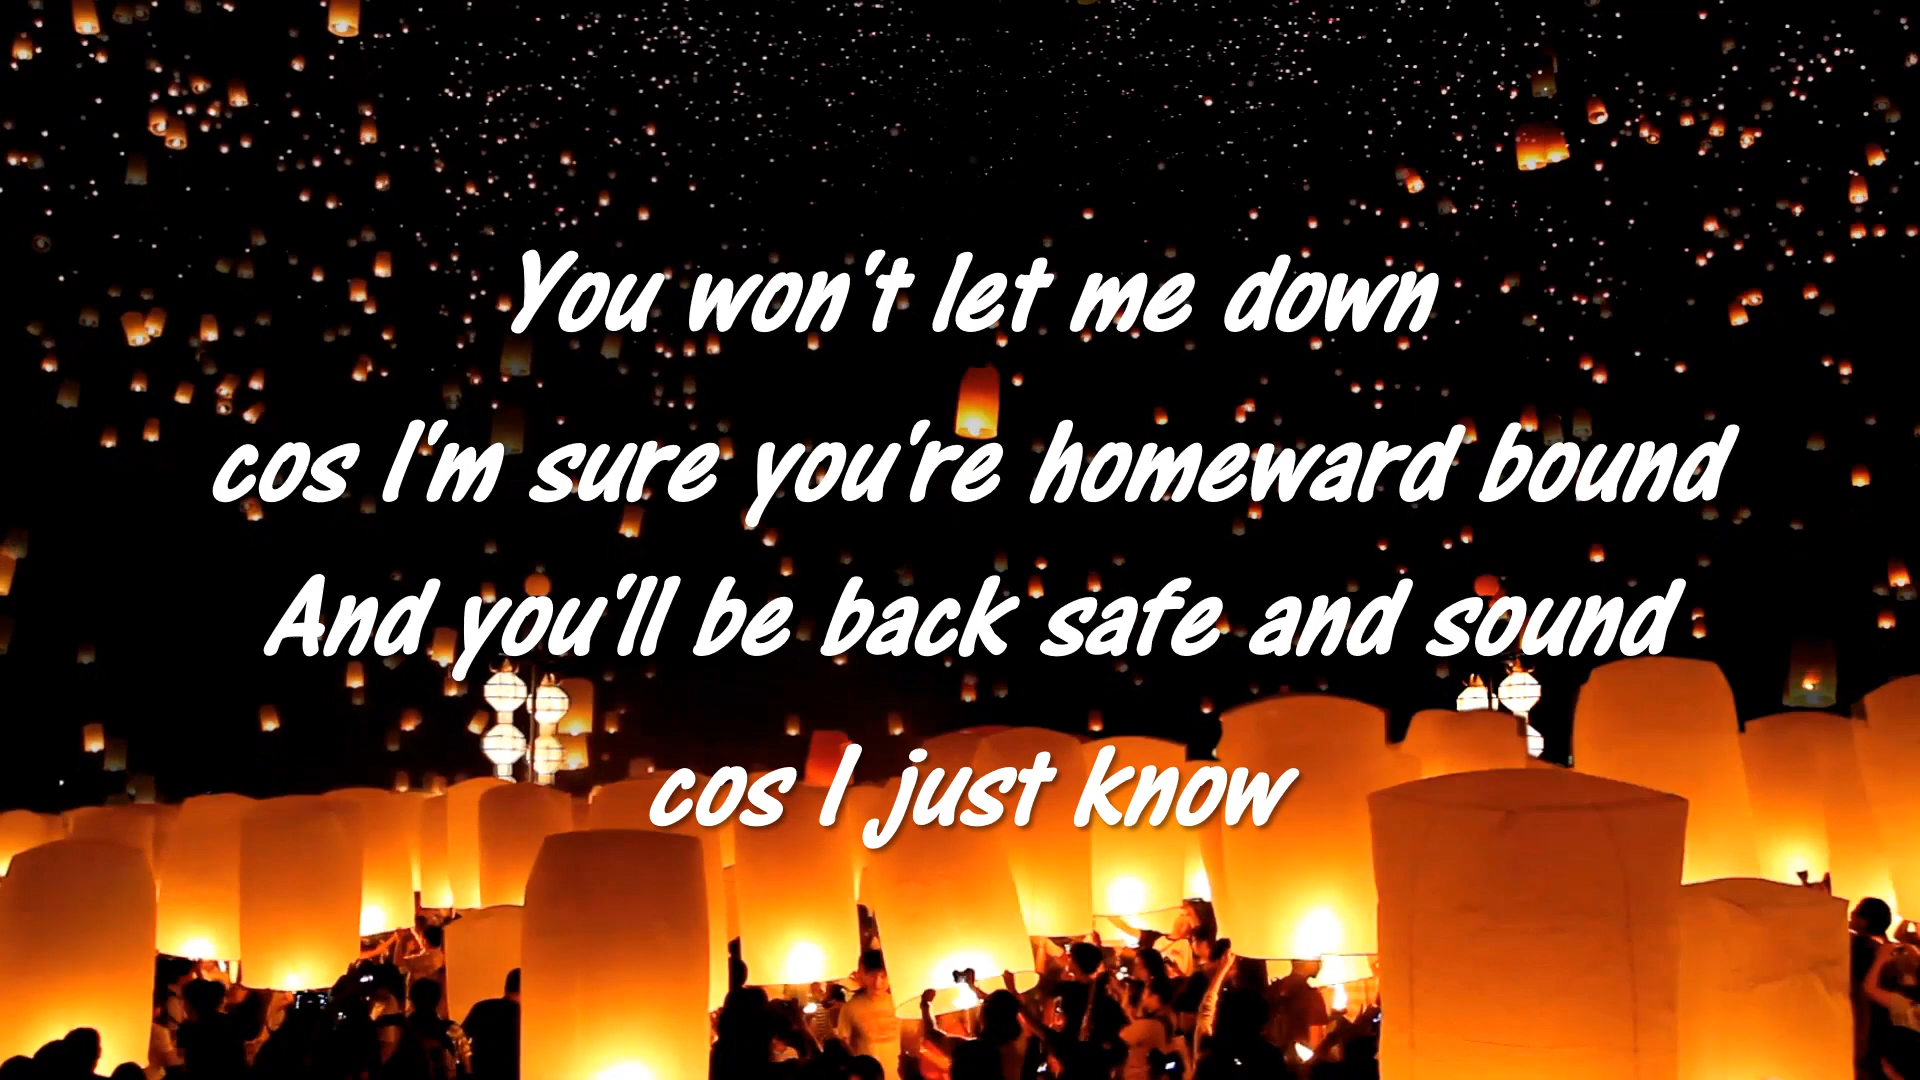 You won't let me down
cos I'm sure you're homeward bound
And you'll be back safe and sound
cos I just know